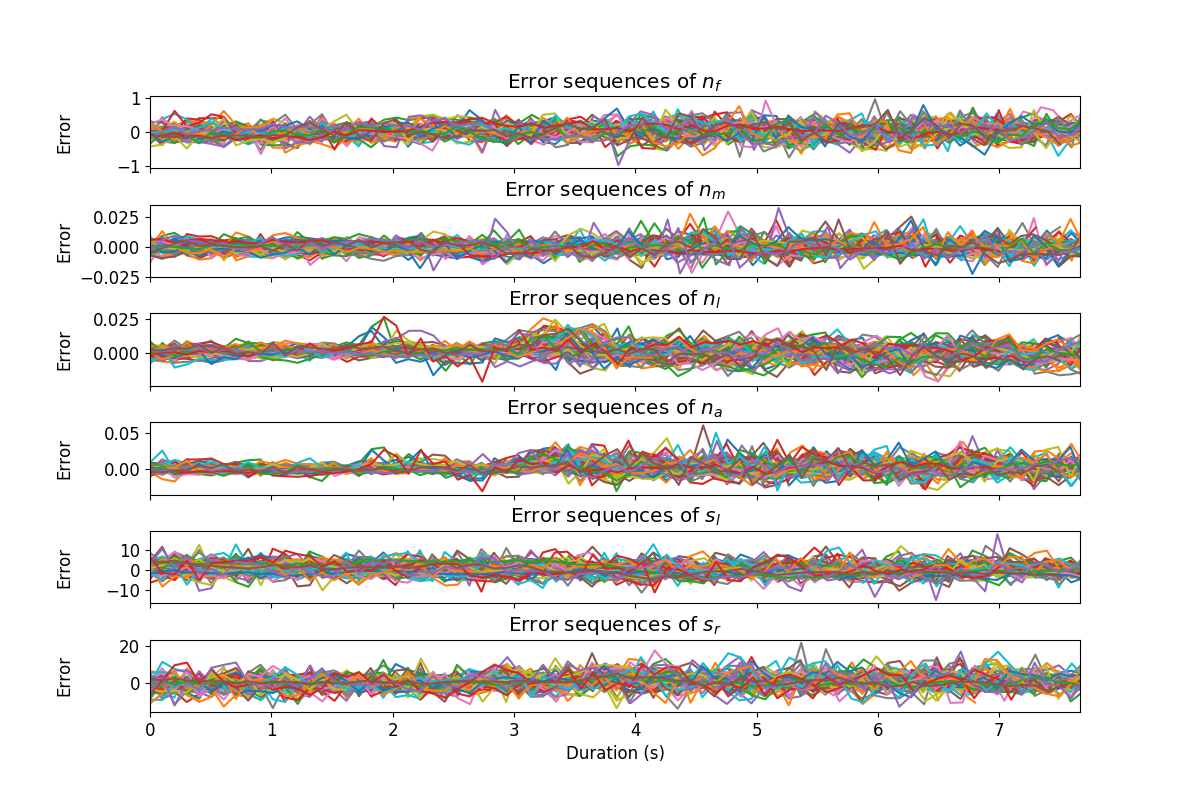 Error sequences of n_f
1
0
−1
Error
Error sequences of n_m
0.025
0.000
−0.025
Error
Error sequences of n_l
0.025
0.000
Error
Error sequences of n_a
0.05
0.00
Error
Error sequences of s_l
10
0
−10
Error
Error sequences of s_r
20
0
Error
0 1 2 3 4 5 6 7
Duration (s)